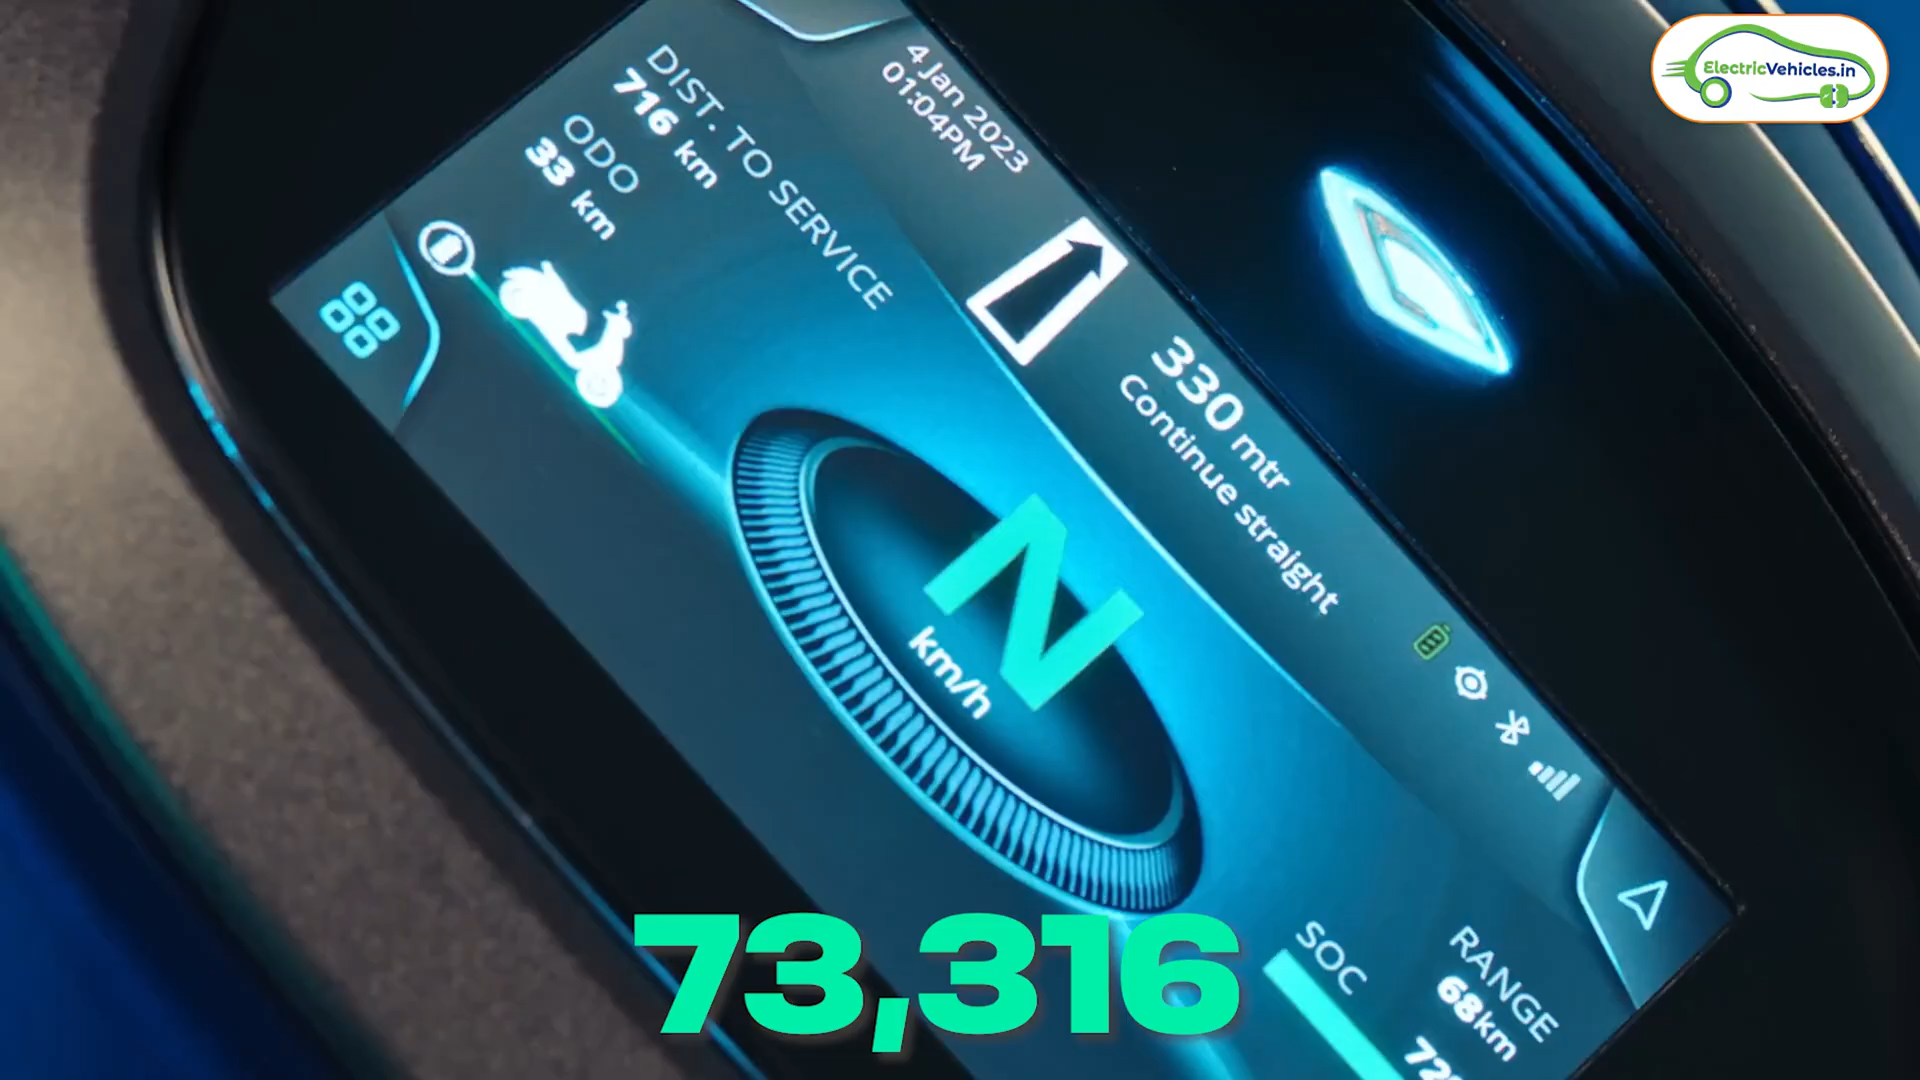 ElectricVehicles.in
4 Jan 2023
01:04PM
DIST. TO SERVICE
716 km
ODO
33 km
330 mtr
Continue straight
N
km/h
SOC
RANGE
68km
73,316